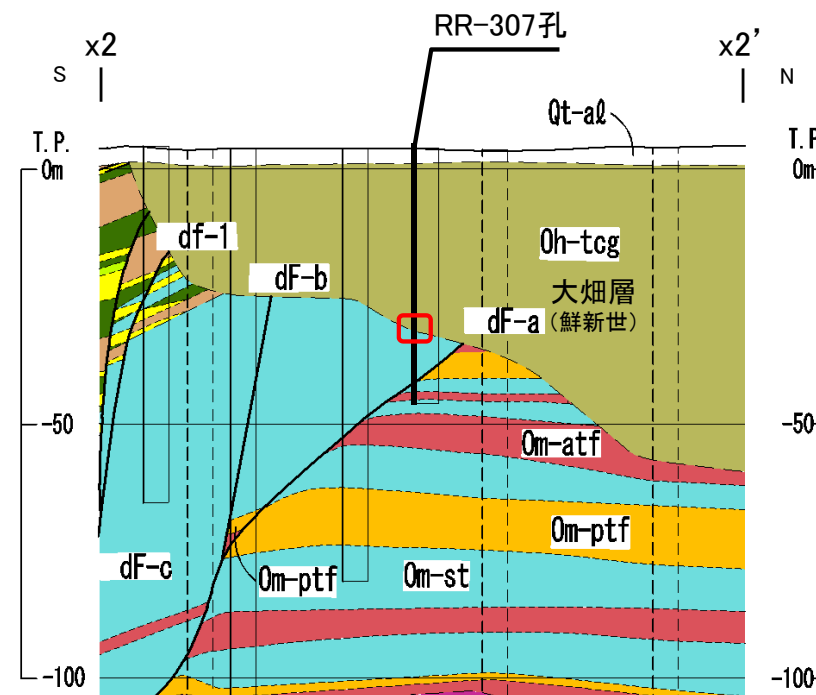 RR-307孔
x2
x2’
S
N
Qt-aℓ
T.P.
T.P
0m
0m
df-1
Oh-tcg
dF-b
大畑層
(鮮新世)
dF-a
-50
-50
Om-atf
Om-ptf
dF-c
Om-ptf
Om-st
-100
-100